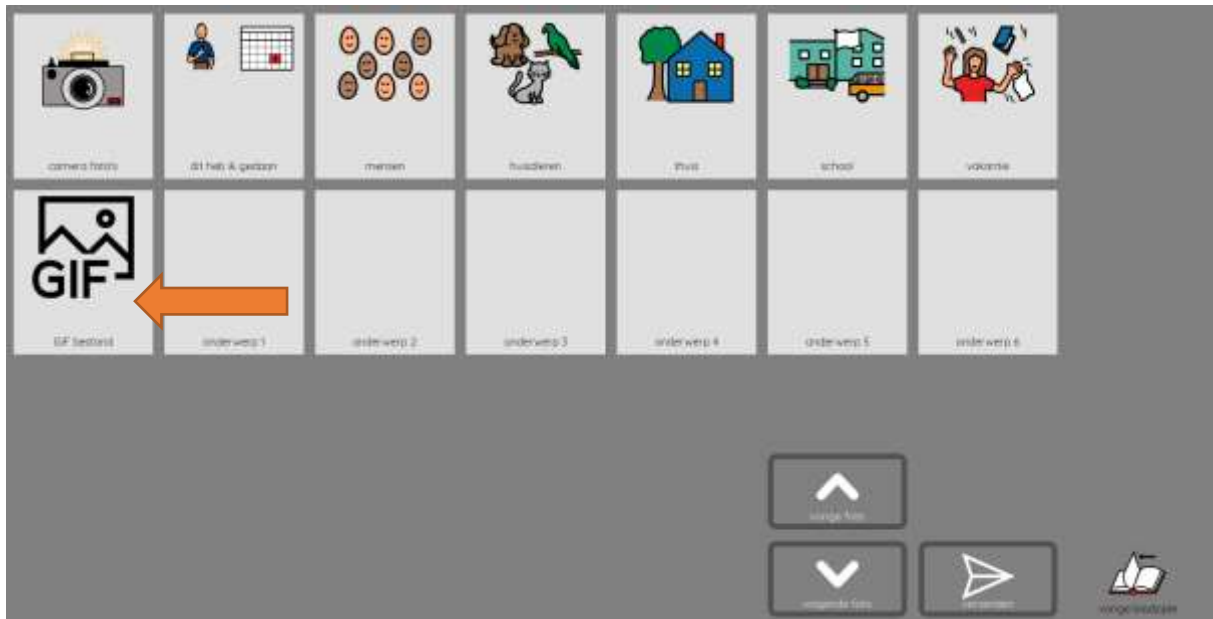 camera foto's
dit heb ik gedaan
mensen
huisdieren
thuis
school
vakantie
GIF
GIF bestand
onderwerp 1
onderwerp 2
onderwerp 3
onderwerp 4
onderwerp 5
onderwerp 6
vorige foto
volgende foto
verzenden
vorige bladzijde